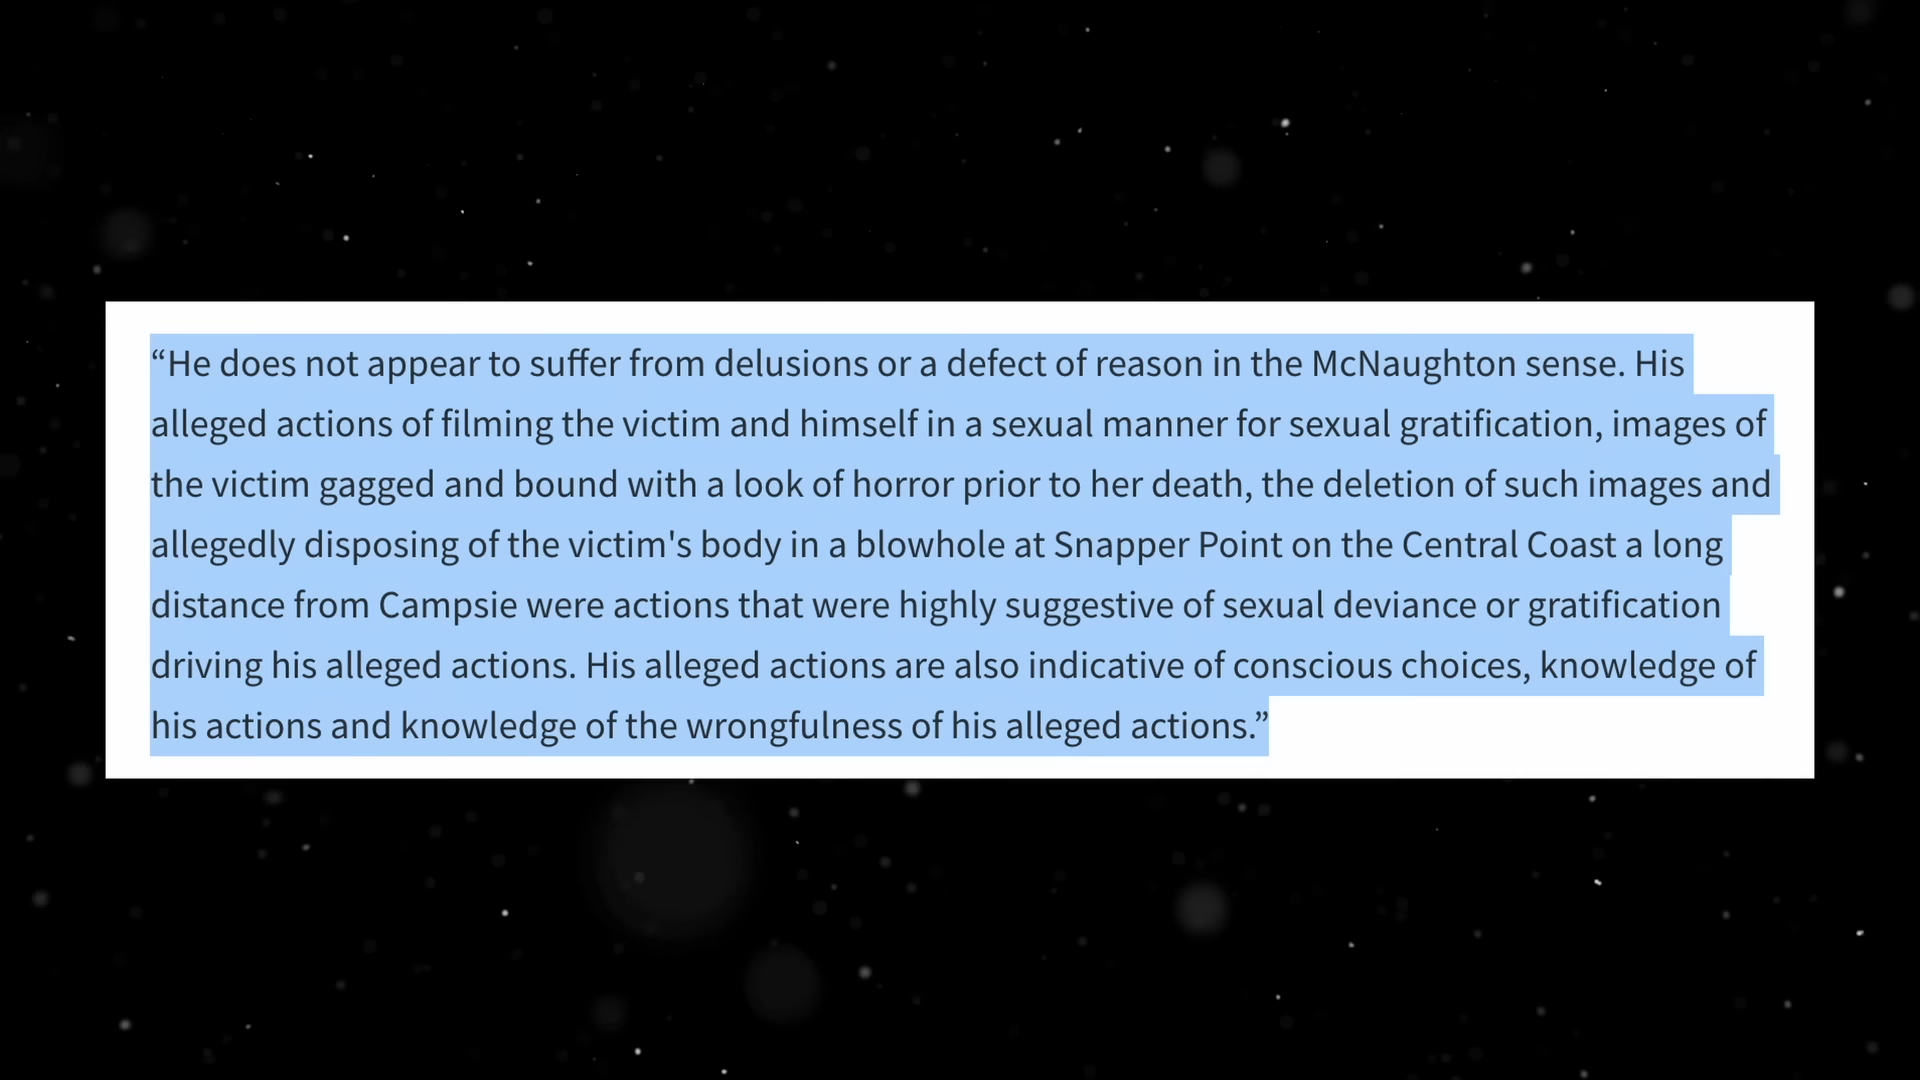 “He does not appear to suffer from delusions or a defect of reason in the McNaughton sense. His
alleged actions of filming the victim and himself in a sexual manner for sexual gratification, images of
the victim gagged and bound with a look of horror prior to her death, the deletion of such images and
allegedly disposing of the victim's body in a blowhole at Snapper Point on the Central Coast a long
distance from Campsie were actions that were highly suggestive of sexual deviance or gratification
driving his alleged actions. His alleged actions are also indicative of conscious choices, knowledge of
his actions and knowledge of the wrongfulness of his alleged actions.”